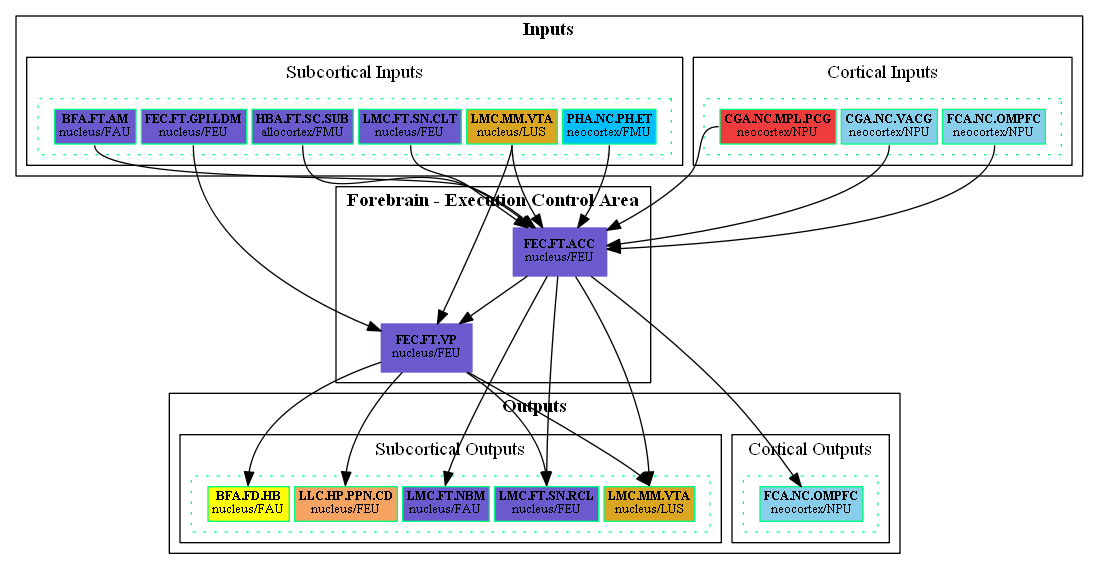 Inputs
Subcortical Inputs
Cortical Inputs
BFA.FT.AM
nucleus/FAU
FEC.FT.GPI.LDM
nucleus/FEU
HBA.FT.SC.SUB
allocortex/FMU
LMC.FT.SN.CLT
nucleus/FEU
LMC.MM.VTA
nucleus/LUS
PHA.NC.PH.ET
neocortex/FMU
CGA.NC.MPL.PCG
neocortex/NPU
CGA.NC.VACG
neocortex/NPU
FCA.NC.OMPFC
neocortex/NPU
Forebrain - Execution Control Area
FEC.FT.ACC
nucleus/FEU
FEC.FT.VP
nucleus/FEU
Outputs
Subcortical Outputs
Cortical Outputs
BFA.FD.HB
nucleus/FAU
LLC.HP.PPN.CD
nucleus/FEU
LMC.FT.NBM
nucleus/FAU
LMC.FT.SN.RCL
nucleus/FEU
LMC.MM.VTA
nucleus/LUS
FCA.NC.OMPFC
neocortex/NPU